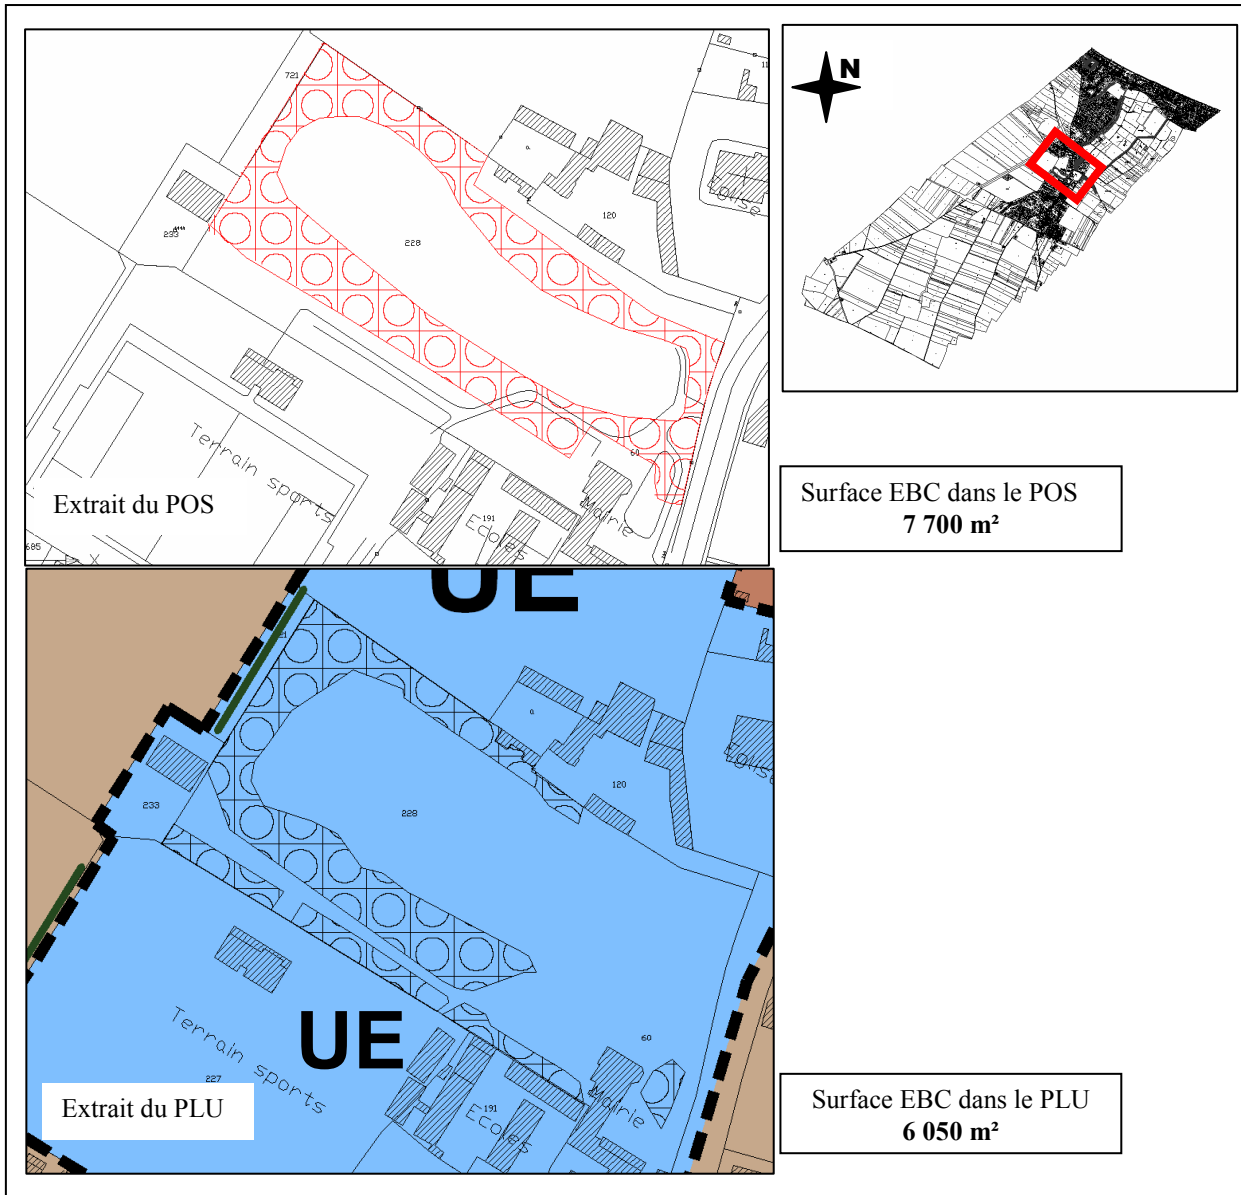 721
233
228
120
Eglise
11
N
Terrain sports
60
Mairie
191
Ecoles
685
Extrait du POS
Surface EBC dans le POS
7 700 m²
UE
21
233
228
120
Eglise
Terrain sports
UE
227
60
Mairie
191
Ecoles
Extrait du PLU
Surface EBC dans le PLU
6 050 m²